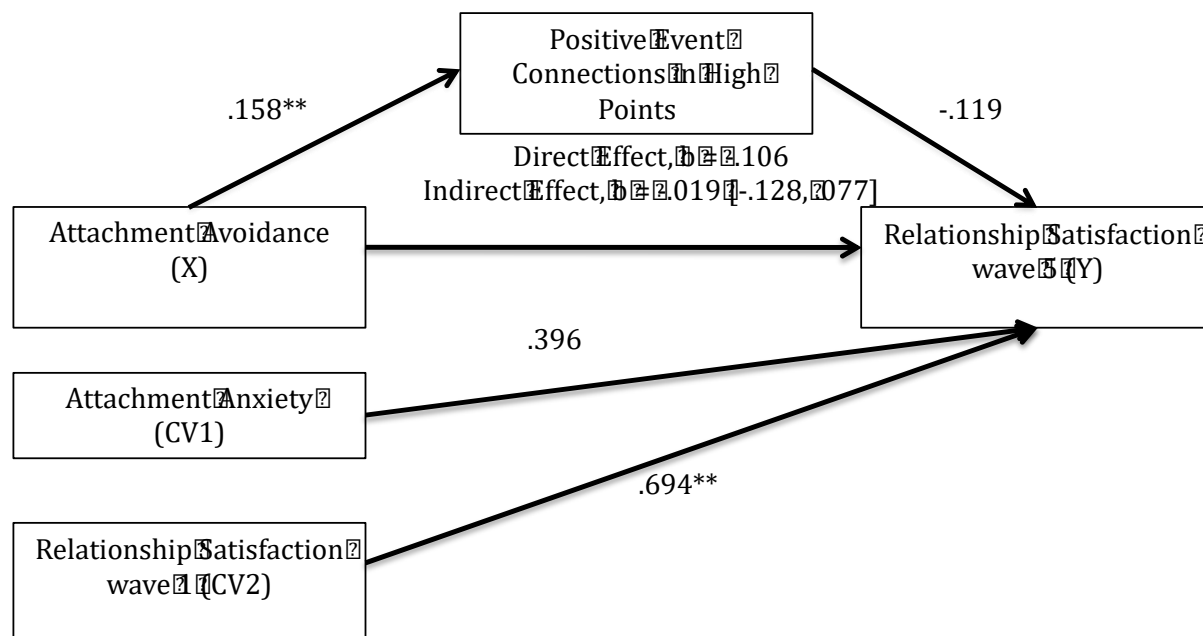 Positive Event
Connections in High
Points
.158**
-.119
Direct Effect, b = -.106
Indirect Effect, b = -.019 [-.128, .077]
Attachment Avoidance
(X)
Relationship Satisfaction
wave 5 (Y)
.396
Attachment Anxiety
(CV1)
.694**
Relationship Satisfaction
wave 1 (CV2)